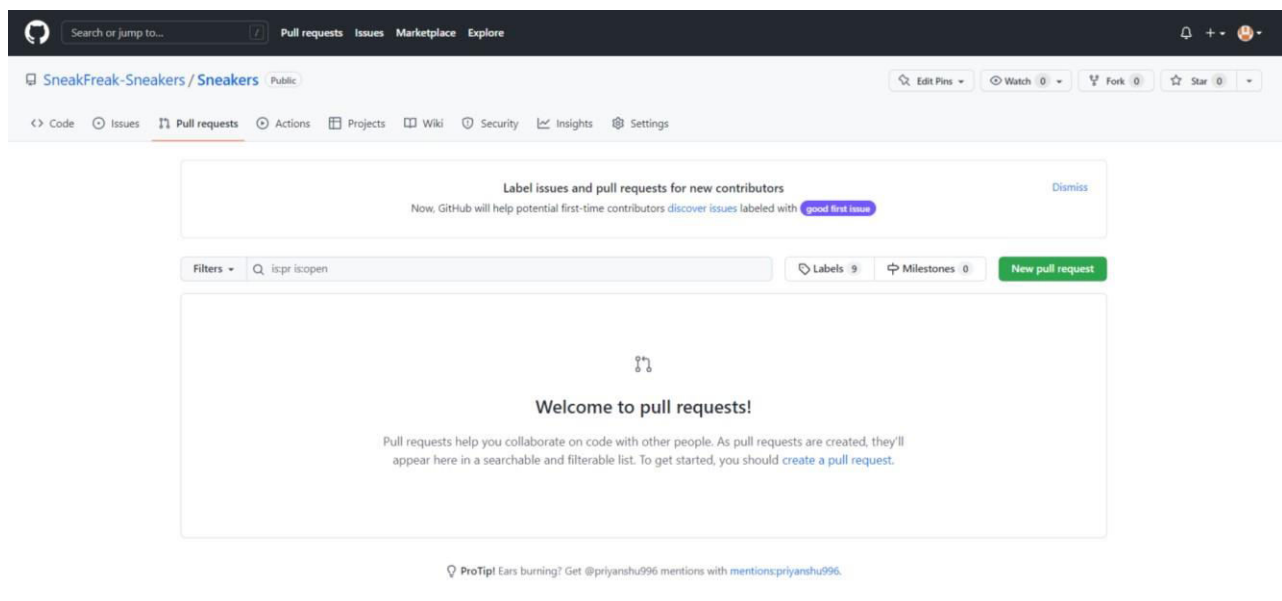 Search or jump to... / Pull requests Issues Marketplace Explore
SneakFreak-Sneakers / Sneakers Public Edit Pins Watch 0 Fork 0 Star 0
Code Issues Pull requests Actions Projects Wiki Security Insights Settings
Label issues and pull requests for new contributors Dismiss
Now, GitHub will help potential first-time contributors discover issues labeled with good first issue
Filters is:pr is:open Labels 9 Milestones 0 New pull request
Welcome to pull requests!
Pull requests help you collaborate on code with other people. As pull requests are created, they'll
appear here in a searchable and filterable list. To get started, you should create a pull request.
ProTip! Ears burning? Get @priyanshu996 mentions with mentions:priyanshu996.